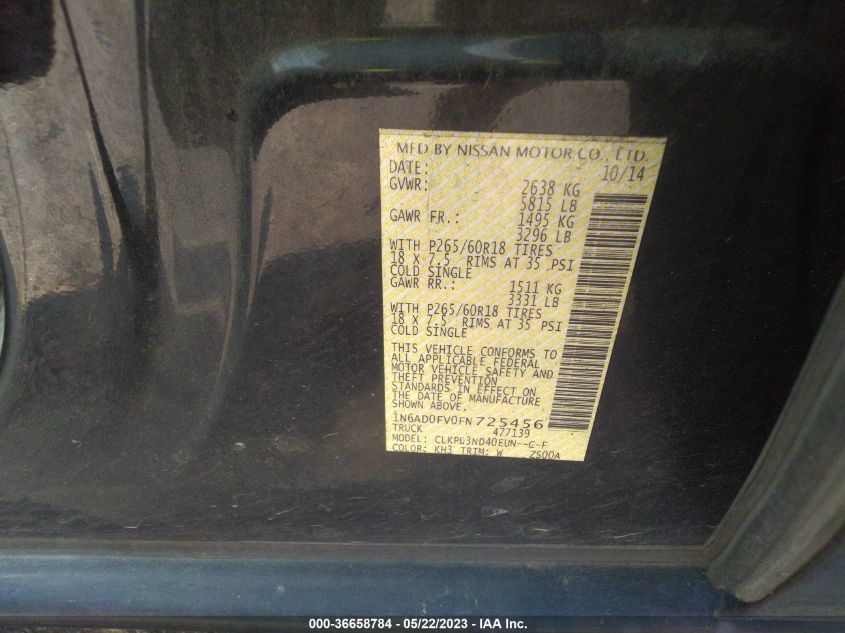 MFD BY NISSAN MOTOR CO., LTD.
DATE: 10/14
GVWR: 2638 KG
5815 LB
GAWR FR.: 1495 KG
3296 LB
WITH P265/60R18 TIRES
18 X 7.5 RIMS AT 35 PSI
COLD SINGLE
GAWR RR.: 1511 KG
3331 LB
WITH P265/60R18 TIRES
18 X 7.5 RIMS AT 35 PSI
COLD SINGLE
THIS VEHICLE CONFORMS TO
ALL APPLICABLE FEDERAL
MOTOR VEHICLE SAFETY AND
THEFT PREVENTION
STANDARDS IN EFFECT ON
THE DATE OF MANUFACTURE
SHOWN ABOVE.
1N6AD0FV0FN725456
TRUCK 477139
MODEL: CLKPL3ND40EUN--C-F
COLOR: KH3 TRIM: W ZS00A
000-36658784 - 05/22/2023 - IAA Inc.